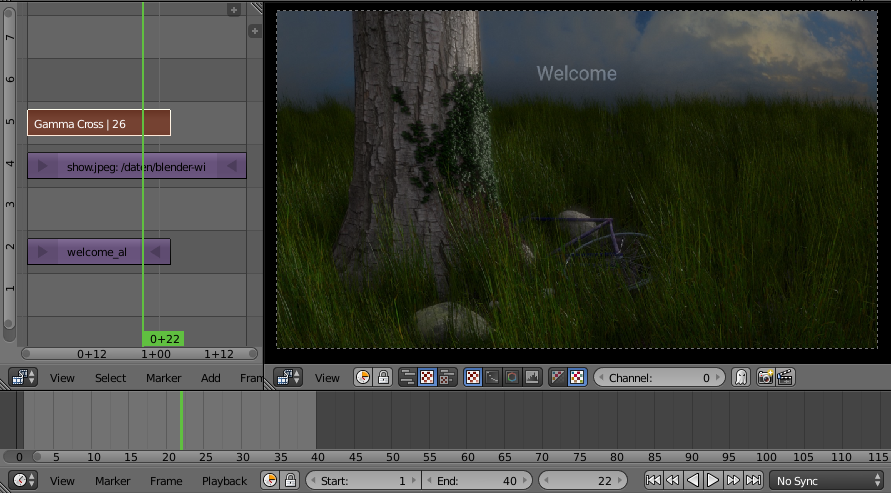 7
6
5
4
3
2
1
Gamma Cross | 26
show.jpeg: /daten/blender-wi
welcome_al
0+22
0+12 1+00 1+12
Welcome
View Select Marker Add Fran
View Channel: 0
0 5 10 15 20 25 30 35 40 45 50 55 60 65 70 75 80 85 90 95 100 105 110 115
View Marker Frame Playback Start: 1 End: 40 22 No Sync